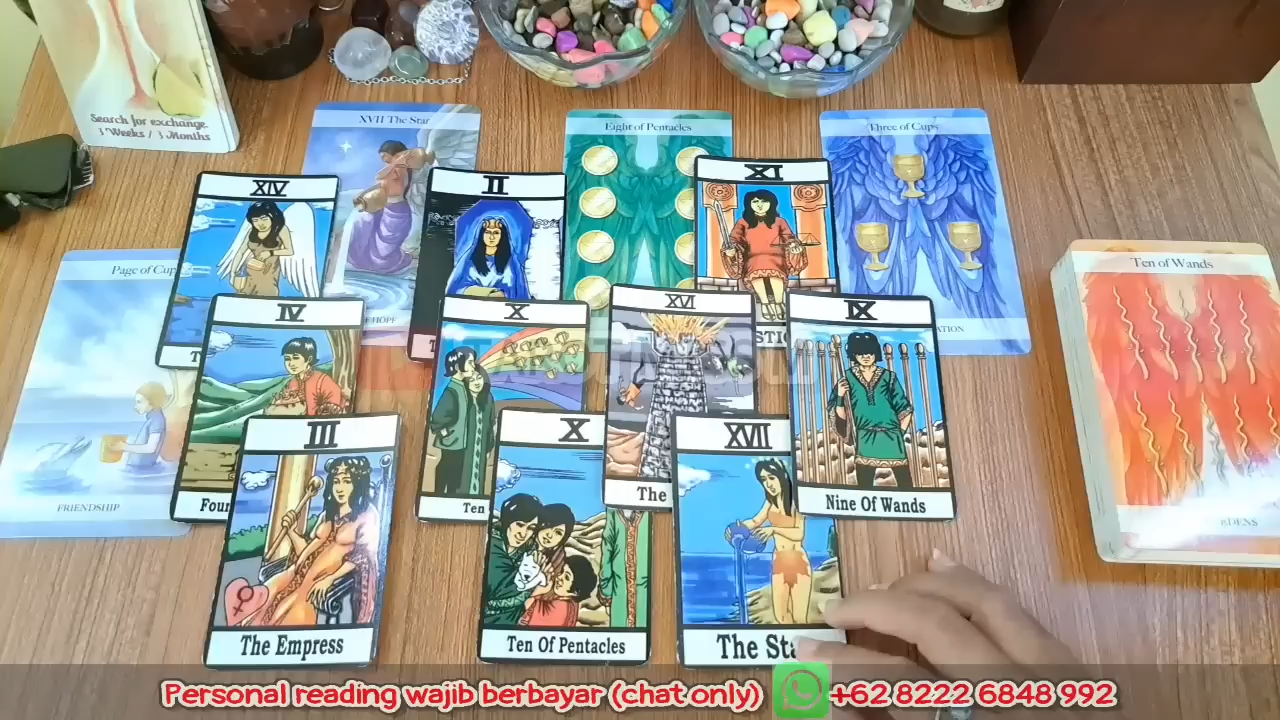 Search for exchange.
3 Weeks / 3 Months
XVII The Star
Eight of Pentacles
Three of Cups
XIV
II
XI
Page of Cup
Ten of Wands
IV
X
XVI
IX
III
X
XVII
FRIENDSHIP
Four
Ten
The
Nine Of Wands
The Empress
Ten Of Pentacles
The Sta
Personal reading wajib berbayar (chat only) +62 8222 6848 992